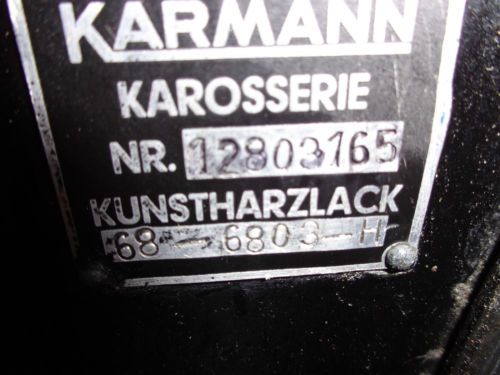 KARMANN
KAROSSERIE
NR. 12803165
KUNSTHARZLACK
68-6803-H